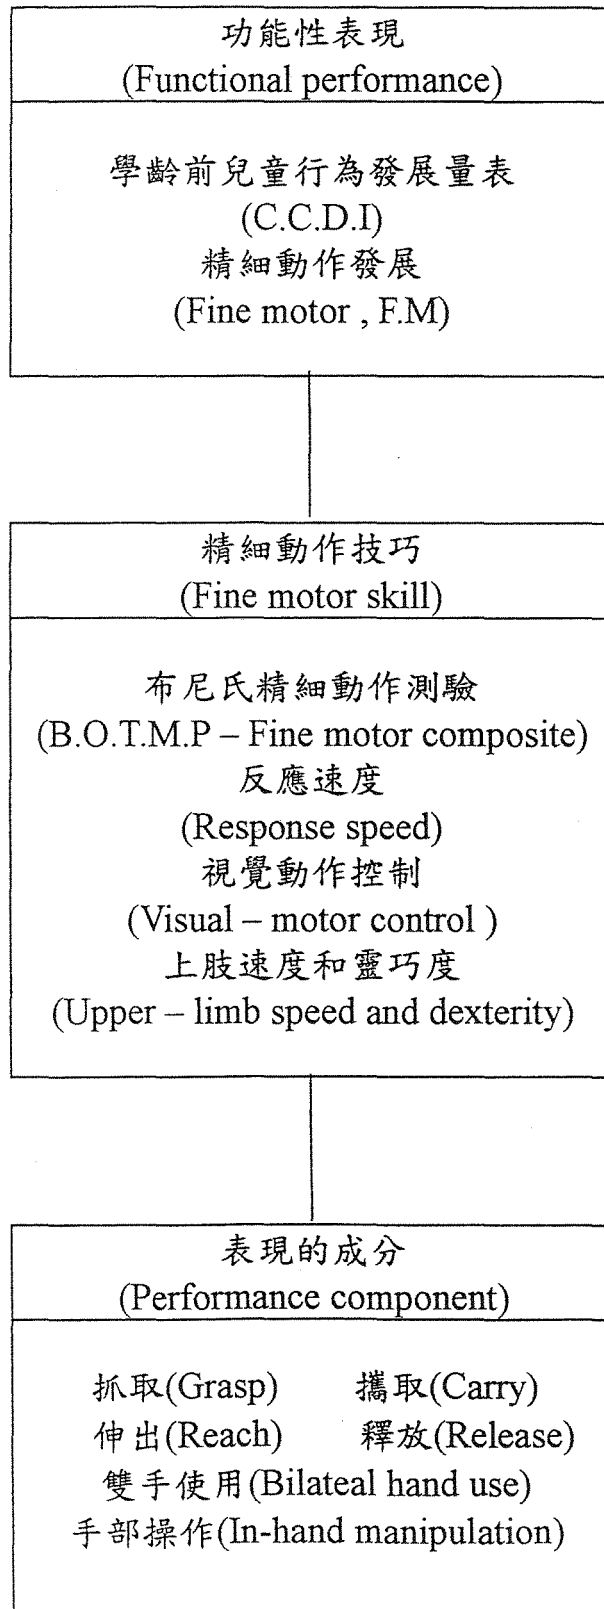 功能性表現
(Functional performance)
學齡前兒童行為發展量表
(C.C.D.I)
精細動作發展
(Fine motor , F.M)
精細動作技巧
(Fine motor skill)
布尼氏精細動作測驗
(B.O.T.M.P – Fine motor composite)
反應速度
(Response speed)
視覺動作控制
(Visual – motor control )
上肢速度和靈巧度
(Upper – limb speed and dexterity)
表現的成分
(Performance component)
抓取(Grasp) 攜取(Carry)
伸出(Reach) 釋放(Release)
雙手使用(Bilateal hand use)
手部操作(In-hand manipulation)